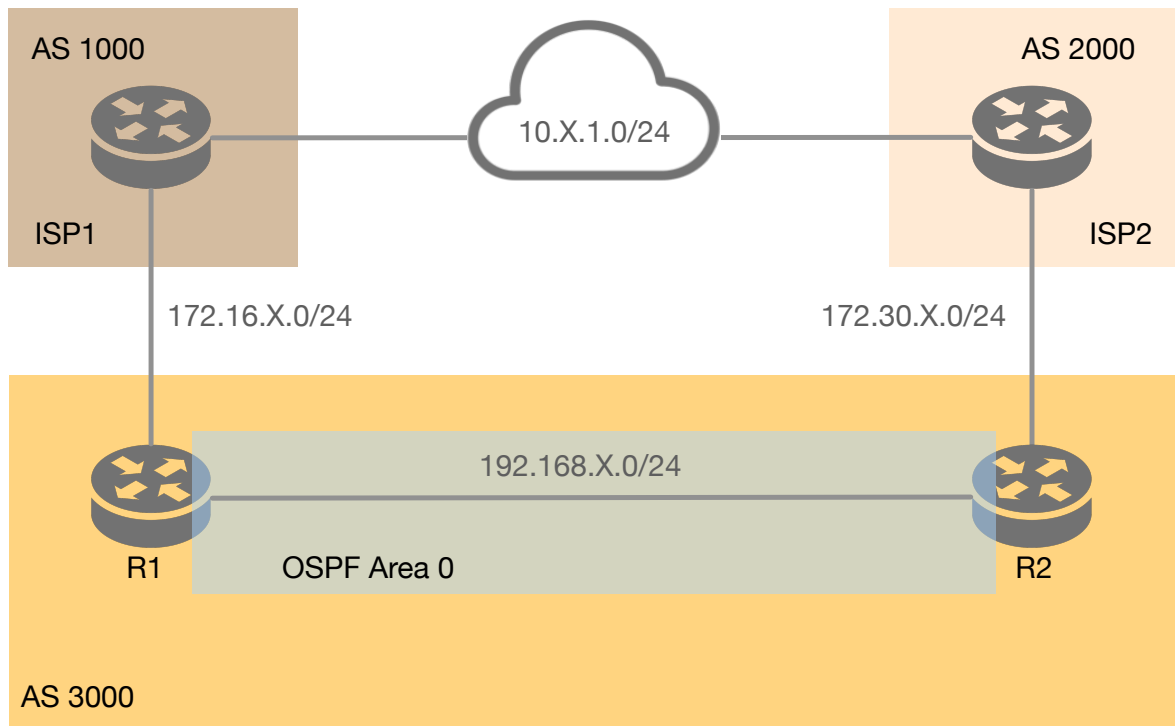 AS 1000
AS 2000
10.X.1.0/24
ISP1
ISP2
172.16.X.0/24
172.30.X.0/24
192.168.X.0/24
R1
OSPF Area 0
R2
AS 3000